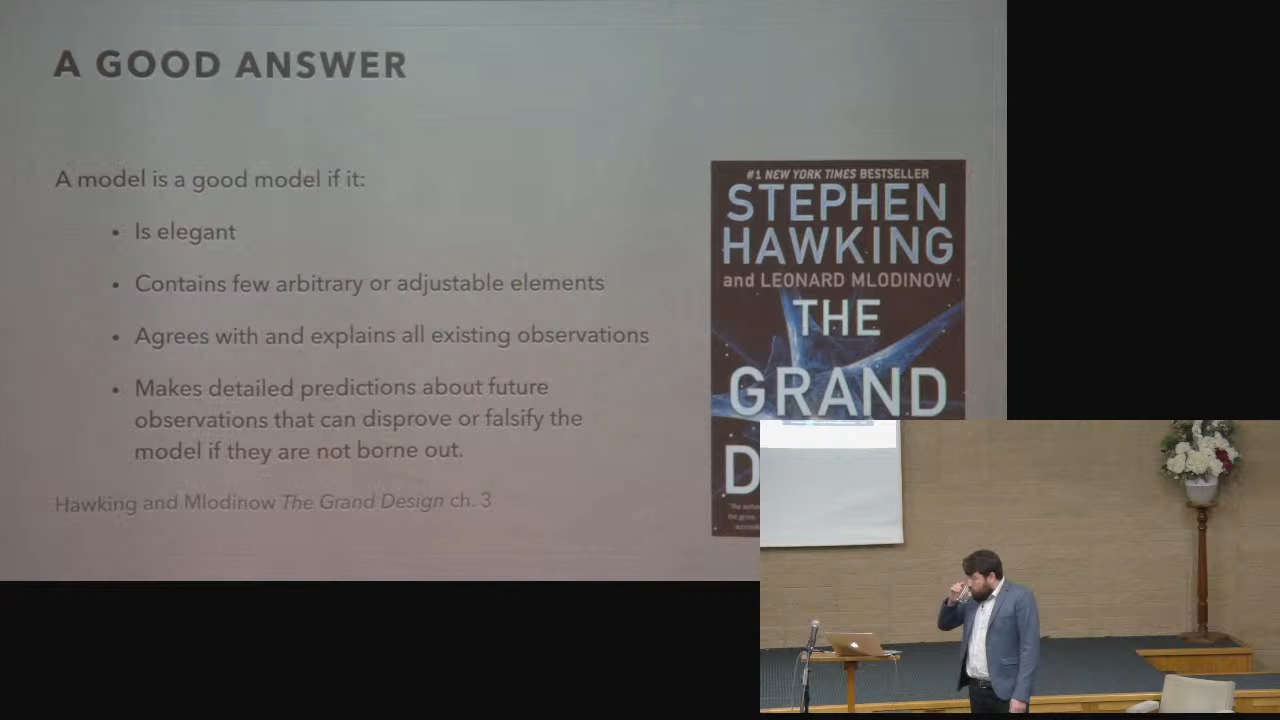 A GOOD ANSWER
A model is a good model if it:
• Is elegant
• Contains few arbitrary or adjustable elements
• Agrees with and explains all existing observations
• Makes detailed predictions about future
observations that can disprove or falsify the
model if they are not borne out.
Hawking and Mlodinow The Grand Design ch. 3
#1 NEW YORK TIMES BESTSELLER
STEPHEN
HAWKING
and LEONARD MLODINOW
THE
GRAND
D